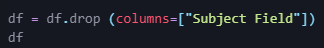 df = df.drop (columns=["Subject Field"])
df